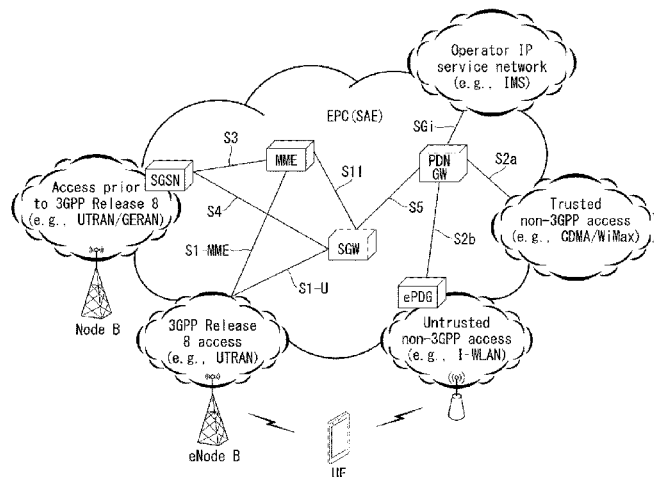 Operator IP
service network
(e.g., IMS)
EPC(SAE)
SGi
S3
MME
S2a
SGSN
S11
PDN
GW
Access prior
to 3GPP Release 8
(e.g., UTRAN/GERAN)
S4
S5
Trusted
non-3GPP access
(e.g., CDMA/WiMax)
SGW
S1-MME
S2b
S1-U
ePDG
Node B
3GPP Release
8 access
(e.g., UTRAN)
Untrusted
non-3GPP access
(e.g., I-WLAN)
eNode B
UE